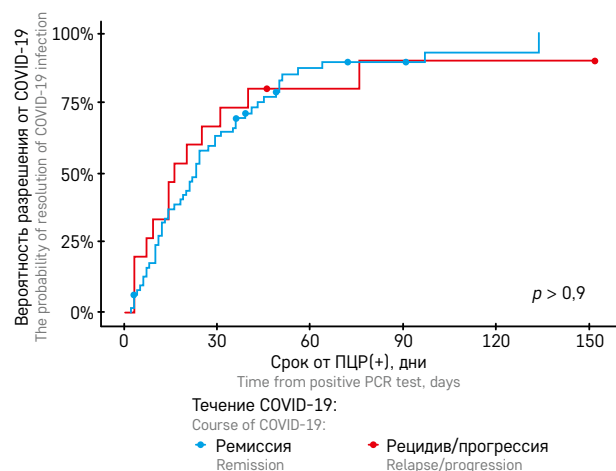 Вероятность разрешения от COVID-19
The probability of resolution of COVID-19 infection
100%
75%
50%
25%
0%
p > 0,9
0
30
60
90
120
150
Срок от ПЦР(+), дни
Time from positive PCR test, days
Течение COVID-19:
Course of COVID-19:
Ремиссия
Remission
Рецидив/прогрессия
Relapse/progression